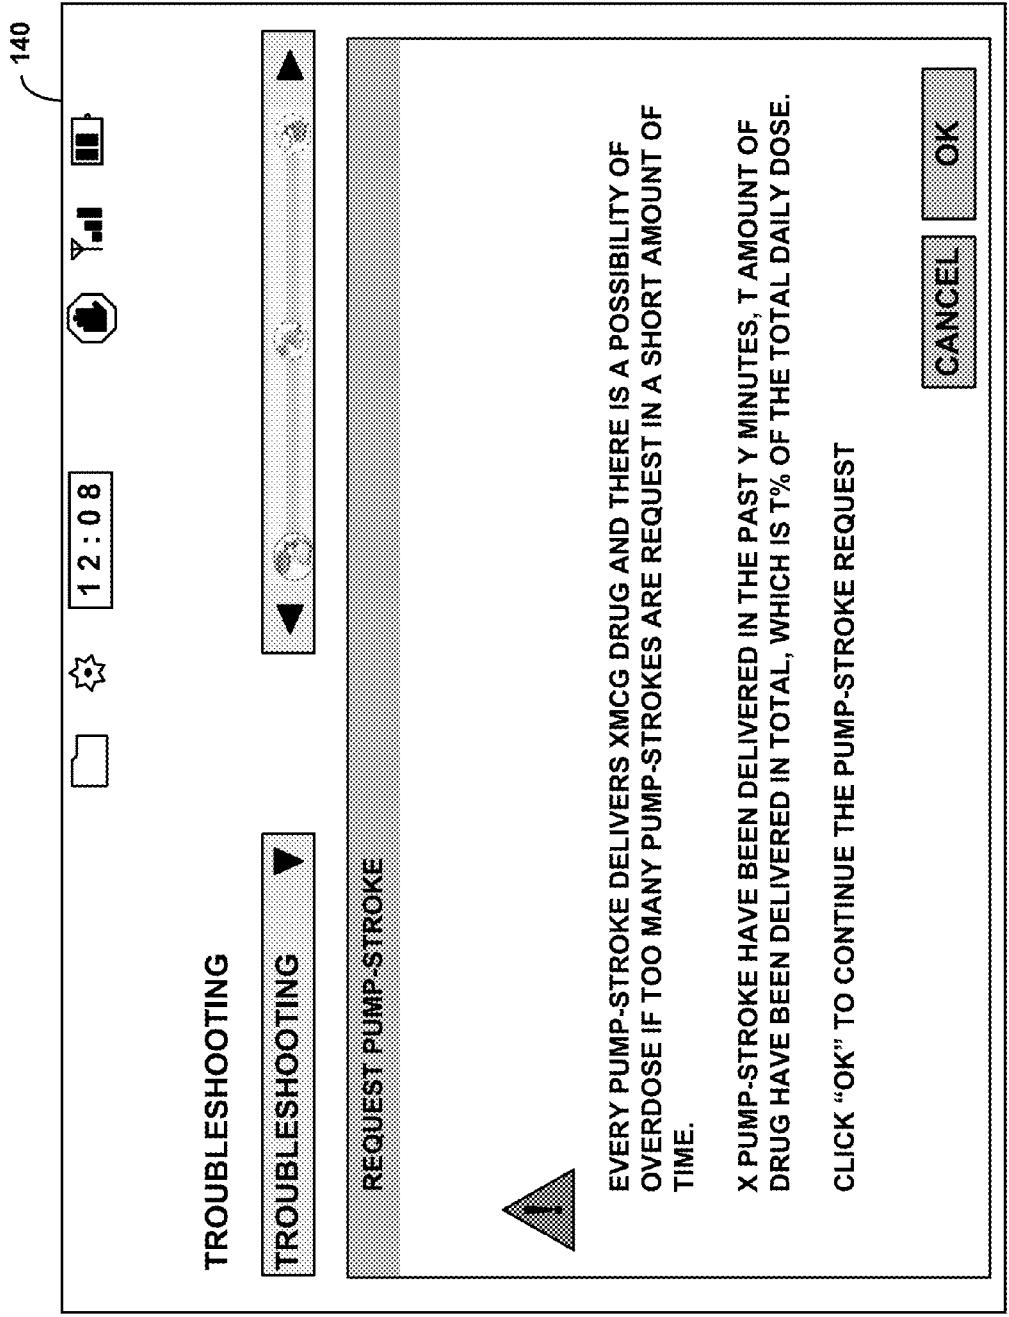 140
12:08
TROUBLESHOOTING
TROUBLESHOOTING
REQUEST PUMP-STROKE
!
EVERY PUMP-STROKE DELIVERS XMCG DRUG AND THERE IS A POSSIBILITY OF
OVERDOSE IF TOO MANY PUMP-STROKES ARE REQUEST IN A SHORT AMOUNT OF
TIME.
X PUMP-STROKE HAVE BEEN DELIVERED IN THE PAST Y MINUTES, T AMOUNT OF
DRUG HAVE BEEN DELIVERED IN TOTAL, WHICH IS T% OF THE TOTAL DAILY DOSE.
CLICK “OK” TO CONTINUE THE PUMP-STROKE REQUEST
CANCEL
OK